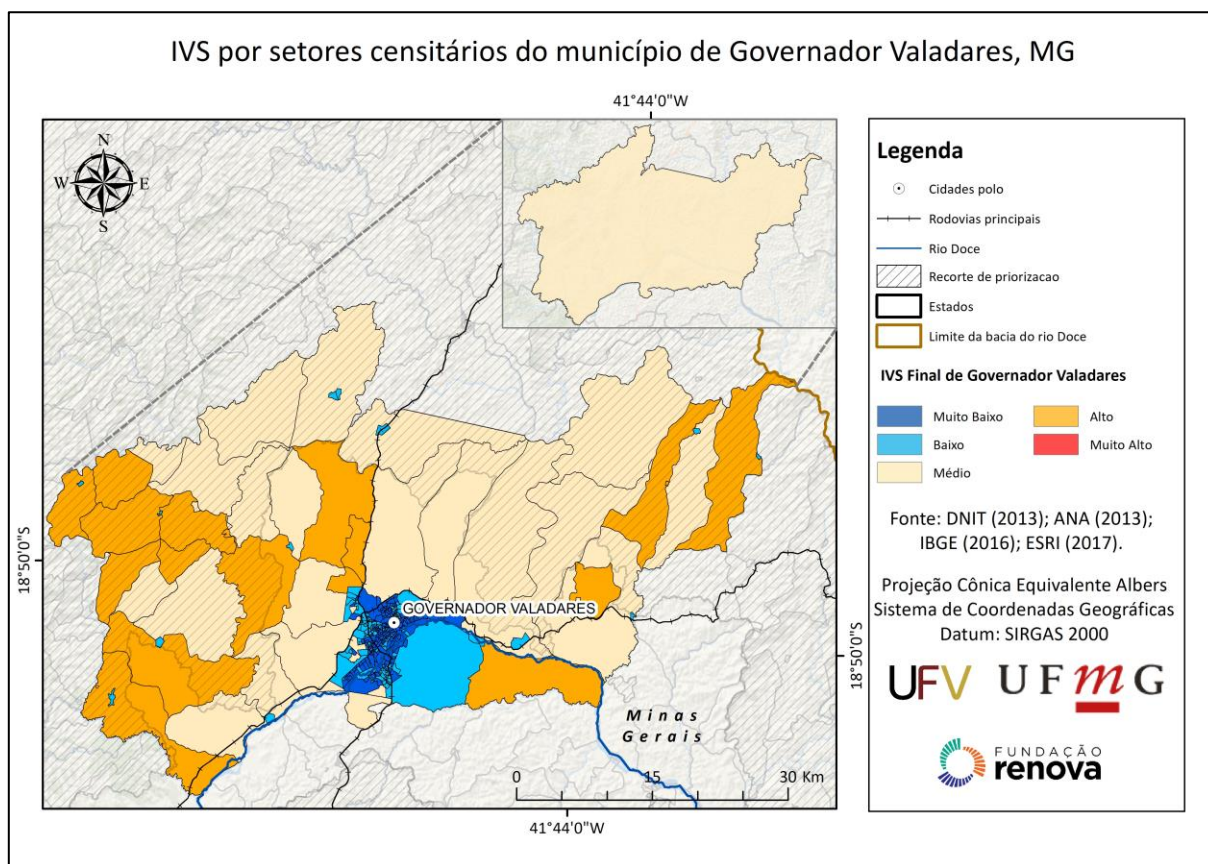 IVS por setores censitários do município de Governador Valadares, MG
41°44'0"W
N
W E
S
18°50'0"S
GOVERNADOR VALADARES
Minas
Gerais
0 15 30 Km
18°50'0"S
41°44'0"W
Legenda
Cidades polo
Rodovias principais
Rio Doce
Recorte de priorizacao
Estados
Limite da bacia do rio Doce
IVS Final de Governador Valadares
Muito Baixo
Alto
Baixo
Muito Alto
Médio
Fonte: DNIT (2013); ANA (2013);
IBGE (2016); ESRI (2017).
Projeção Cônica Equivalente Albers
Sistema de Coordenadas Geográficas
Datum: SIRGAS 2000
UFV
UFmG
FUNDAÇÃO
renova